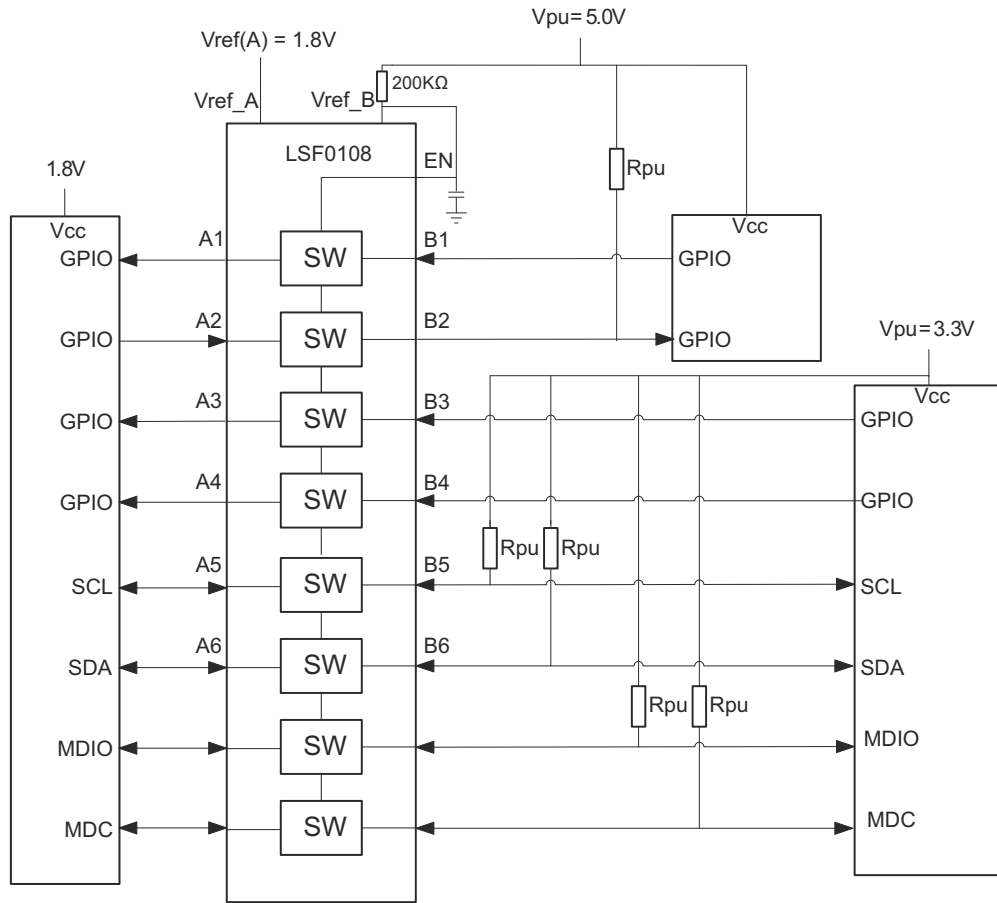 Vpu=5.0V
Vref(A) = 1.8V
200KΩ
Vref_A
Vref_B
LSF0108
EN
Rpu
1.8V
Vcc
Vcc
GPIO
A1
SW
B1
GPIO
GPIO
A2
SW
B2
GPIO
Vpu=3.3V
Vcc
GPIO
A3
SW
B3
GPIO
GPIO
A4
SW
B4
GPIO
Rpu
Rpu
SCL
A5
SW
B5
SCL
SDA
A6
SW
B6
SDA
Rpu
Rpu
MDIO
SW
MDIO
MDC
SW
MDC